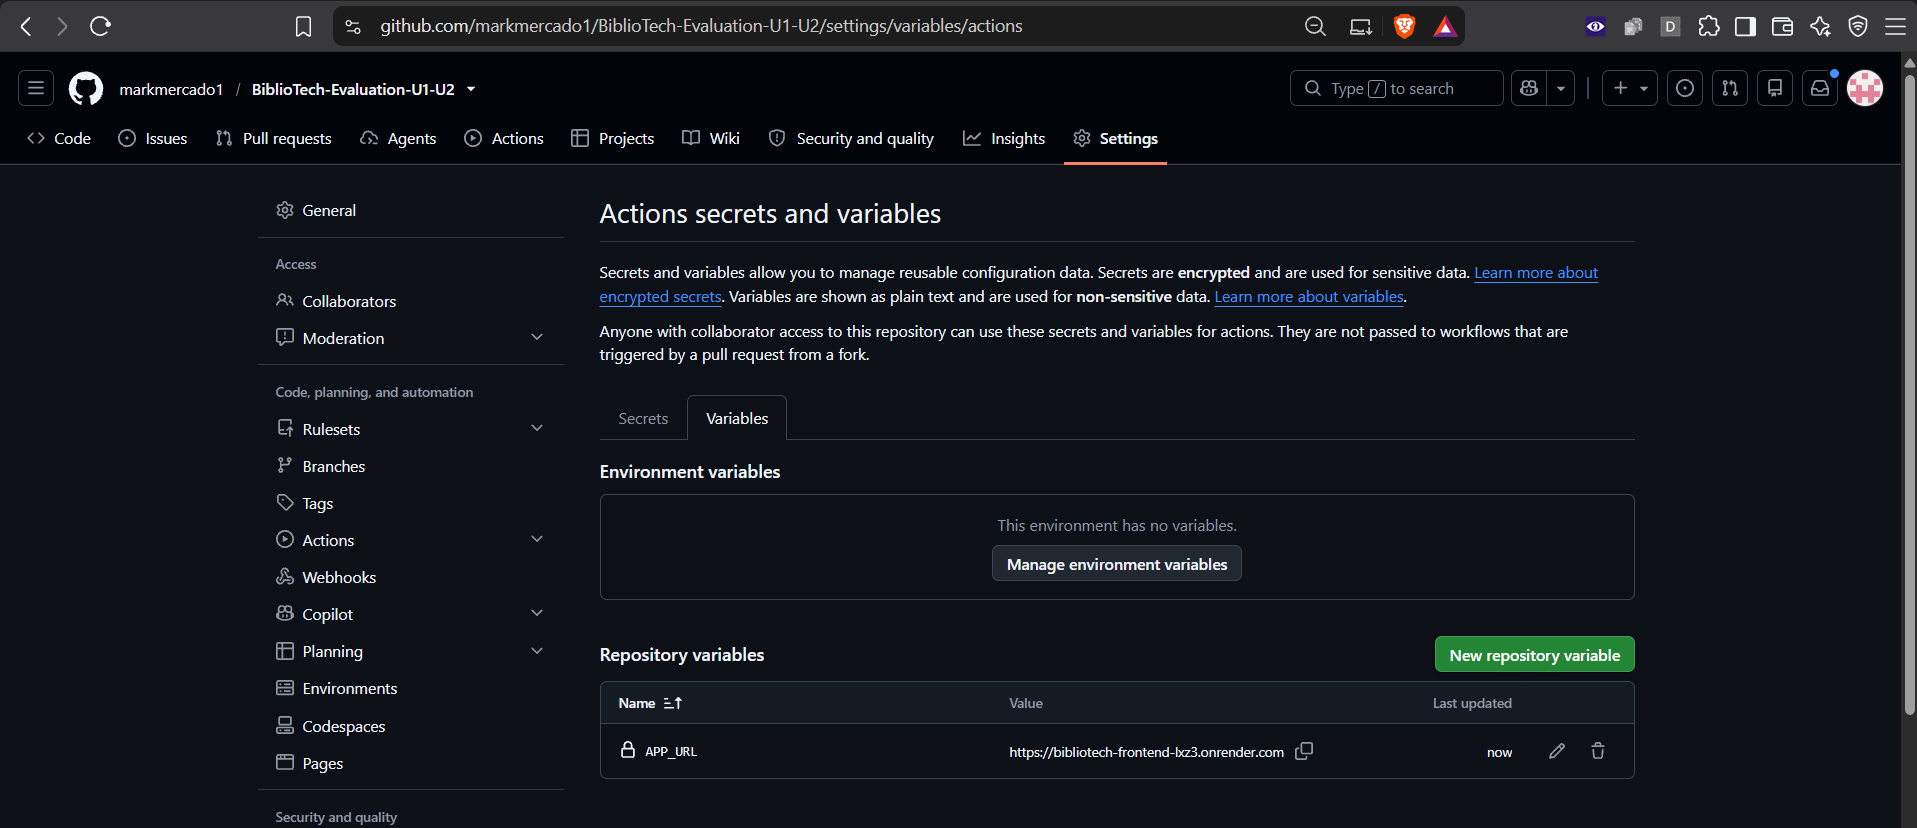 github.com/markmercado1/BiblioTech-Evaluation-U1-U2/settings/variables/actions
D
markmercado1 / BiblioTech-Evaluation-U1-U2
Type / to search
Code
Issues
Pull requests
Agents
Actions
Projects
Wiki
Security and quality
Insights
Settings
General
Access
Collaborators
Moderation
Code, planning, and automation
Rulesets
Branches
Tags
Actions
Webhooks
Copilot
Planning
Environments
Codespaces
Pages
Security and quality
Actions secrets and variables
Secrets and variables allow you to manage reusable configuration data. Secrets are encrypted and are used for sensitive data. Learn more about
encrypted secrets. Variables are shown as plain text and are used for non-sensitive data. Learn more about variables.
Anyone with collaborator access to this repository can use these secrets and variables for actions. They are not passed to workflows that are
triggered by a pull request from a fork.
Secrets
Variables
Environment variables
This environment has no variables.
Manage environment variables
Repository variables
New repository variable
Name
Value
Last updated
APP_URL
https://bibliotech-frontend-lxz3.onrender.com
now